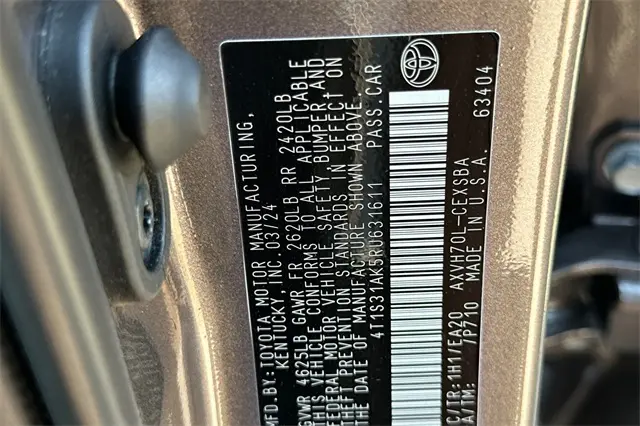 MFD.BY:TOYOTA MOTOR MANUFACTURING,
KENTUCKY, INC. 03/24
GVWR 4625LB GAWR FR 2620LB RR 2420LB
THIS VEHICLE CONFORMS TO ALL APPLICABLE
FEDERAL MOTOR VEHICLE SAFETY, BUMPER AND
THEFT PREVENTION STANDARDS IN EFFECT ON
DATE OF MANUFACTURE SHOWN ABOVE.
4T1S31AK5RU631611 PASS.CAR
C/TR:1H1/EA20 AXVH70L-CEXSBA
A/TM: /P710 MADE IN U.S.A. 63404